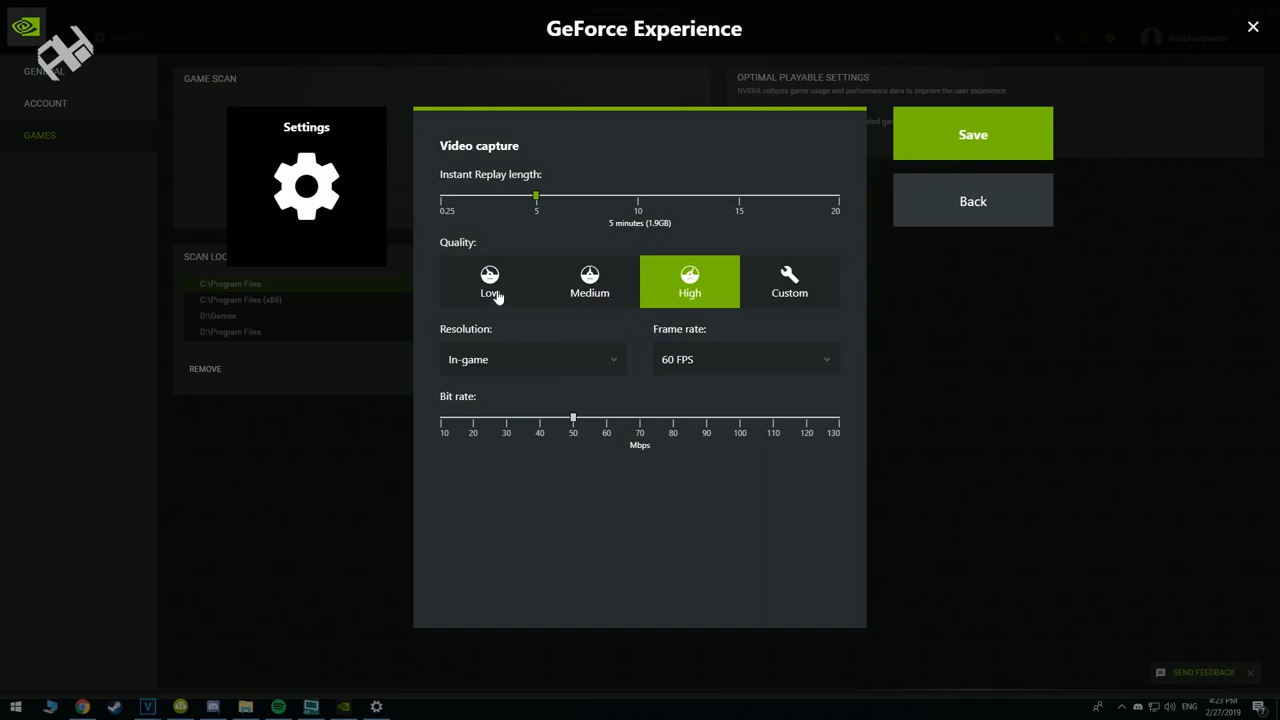 GeForce Experience
GENERAL
ACCOUNT
GAMES
GAME SCAN
OPTIMAL PLAYABLE SETTINGS
NVIDIA collects game usage and performance data to improve the user experience
Settings
Video capture
Instant Replay length:
0.25 5 10 15 20
5 minutes (1.9GB)
Quality:
Low Medium High Custom
Resolution: Frame rate:
In-game 60 FPS
Bit rate:
10 20 30 40 50 60 70 80 90 100 110 120 130
Mbps
Save
Back
SCAN LOC
C:\Program Files
C:\Program Files (x86)
D:\Games
D:\Program Files
REMOVE
SEND FEEDBACK
ENG
4:23 PM
2/27/2019